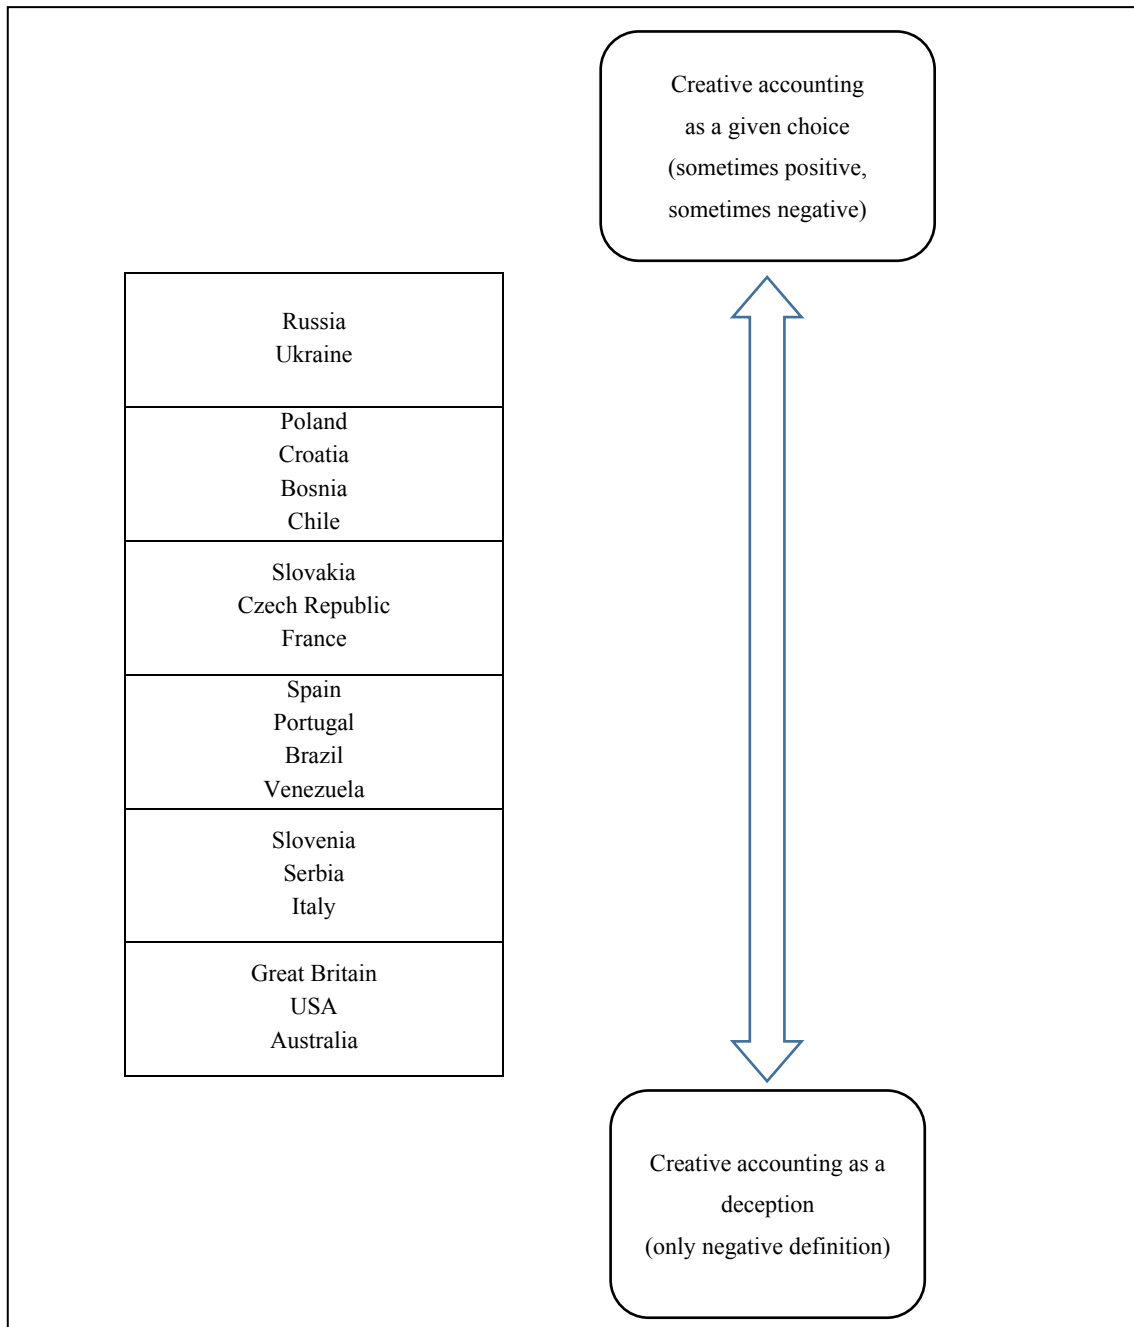 Creative accounting
as a given choice
(sometimes positive,
sometimes negative)
Russia
Ukraine
Poland
Croatia
Bosnia
Chile
Slovakia
Czech Republic
France
Spain
Portugal
Brazil
Venezuela
Slovenia
Serbia
Italy
Great Britain
USA
Australia
Creative accounting as a
deception
(only negative definition)